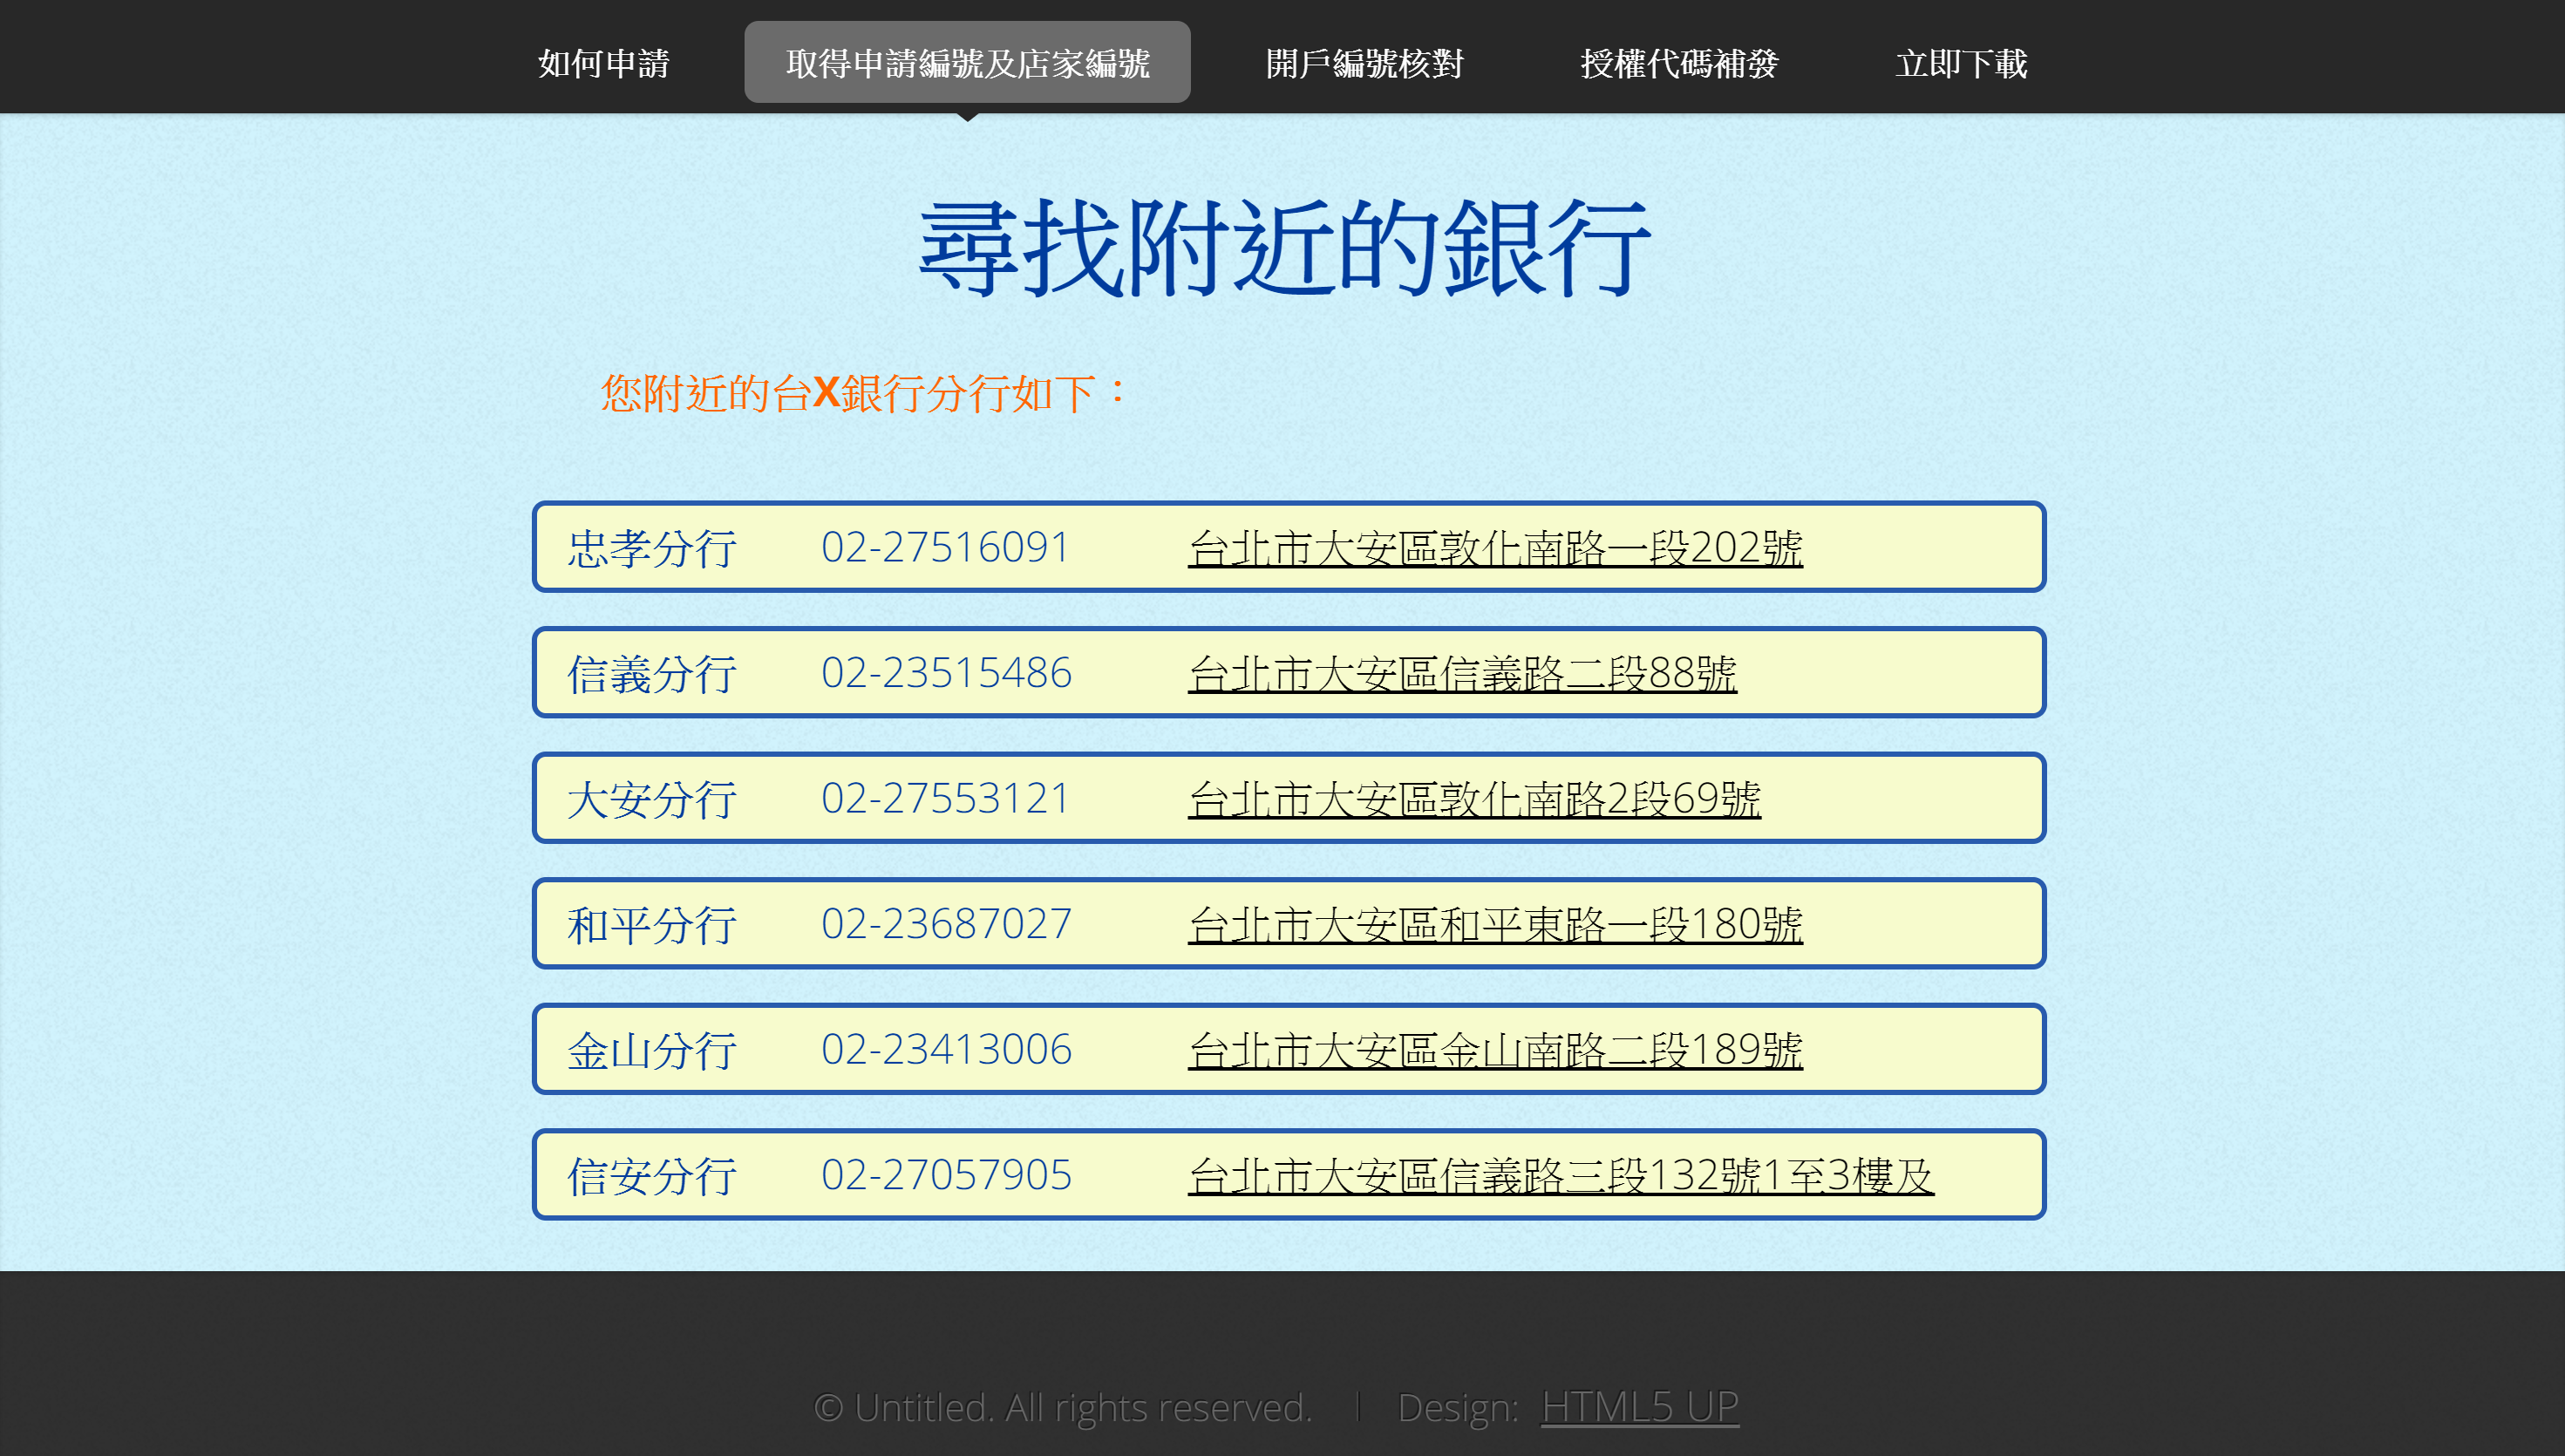 如何申請 取得申請編號及店家編號 開戶編號核對 授權代碼補發 立即下載
尋找附近的銀行
您附近的台X銀行分行如下：
忠孝分行 02-27516091 台北市大安區敦化南路一段202號
信義分行 02-23515486 台北市大安區信義路二段88號
大安分行 02-27553121 台北市大安區敦化南路2段69號
和平分行 02-23687027 台北市大安區和平東路一段180號
金山分行 02-23413006 台北市大安區金山南路二段189號
信安分行 02-27057905 台北市大安區信義路三段132號1至3樓及
© Untitled. All rights reserved. | Design: HTML5 UP